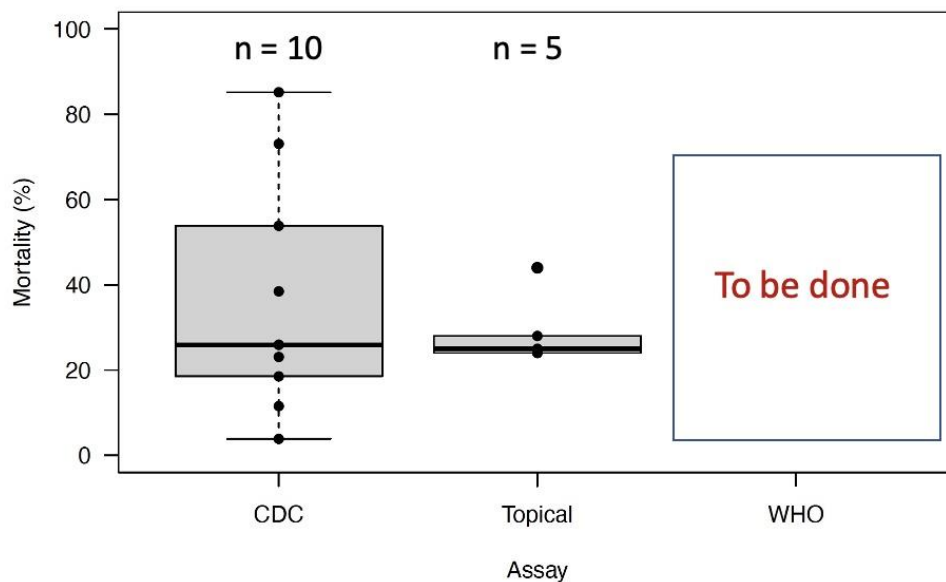 n = 10 n = 5
100
80
60
40
20
0
Mortality (%)
To be done
CDC Topical WHO
Assay